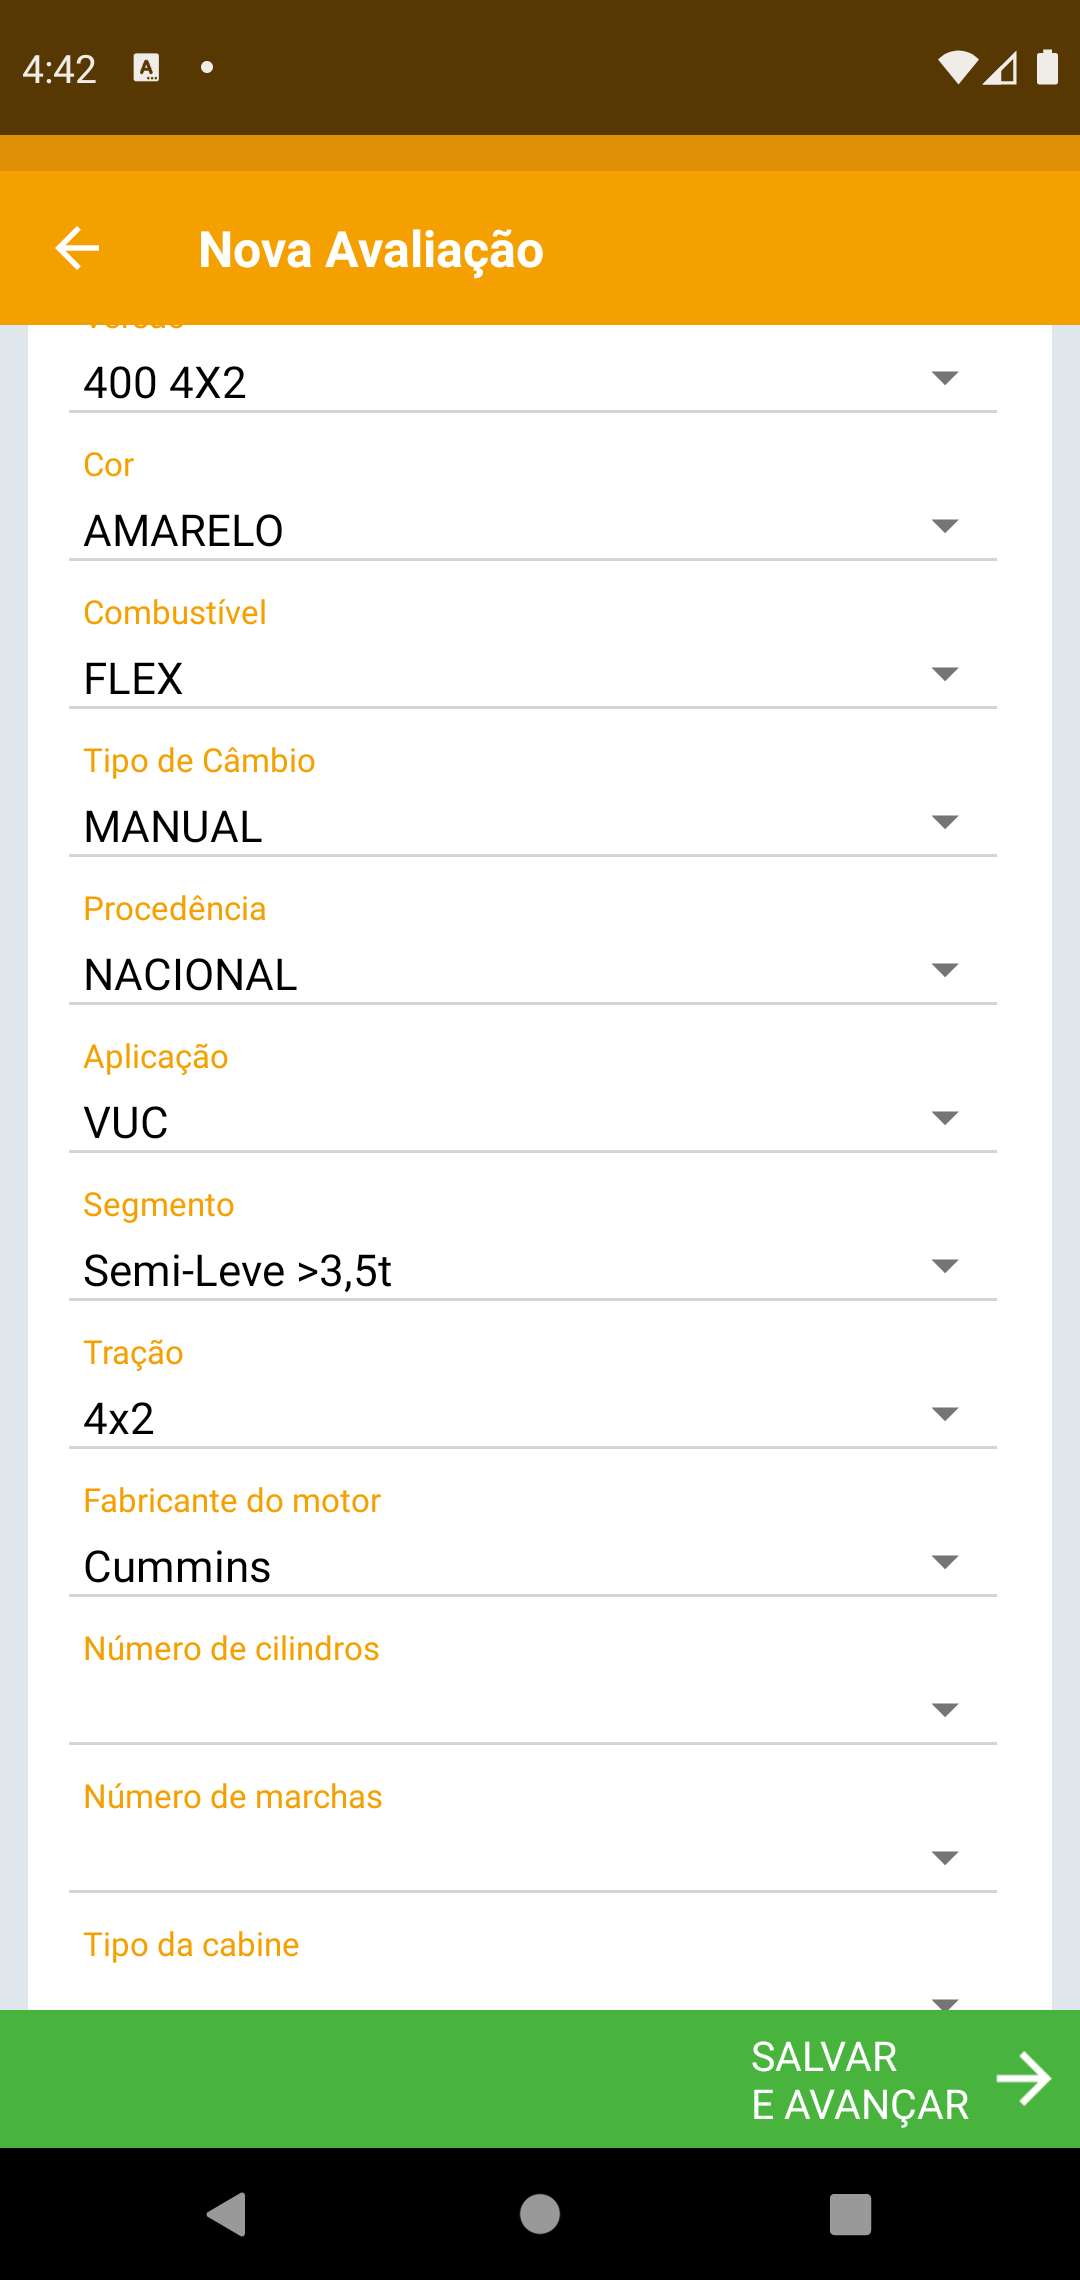 4:42
Nova Avaliação
Versão
400 4X2
Cor
AMARELO
Combustível
FLEX
Tipo de Câmbio
MANUAL
Procedência
NACIONAL
Aplicação
VUC
Segmento
Semi-Leve >3,5t
Tração
4x2
Fabricante do motor
Cummins
Número de cilindros
Número de marchas
Tipo da cabine
SALVAR
E AVANÇAR